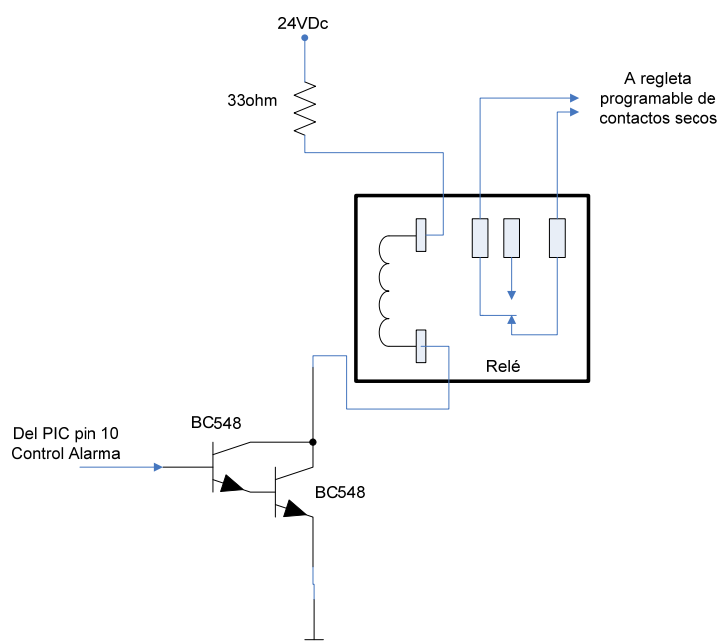 24VDc
33ohm
A regleta
programable de
contactos secos
Relé
BC548
Del PIC pin 10
Control Alarma
BC548